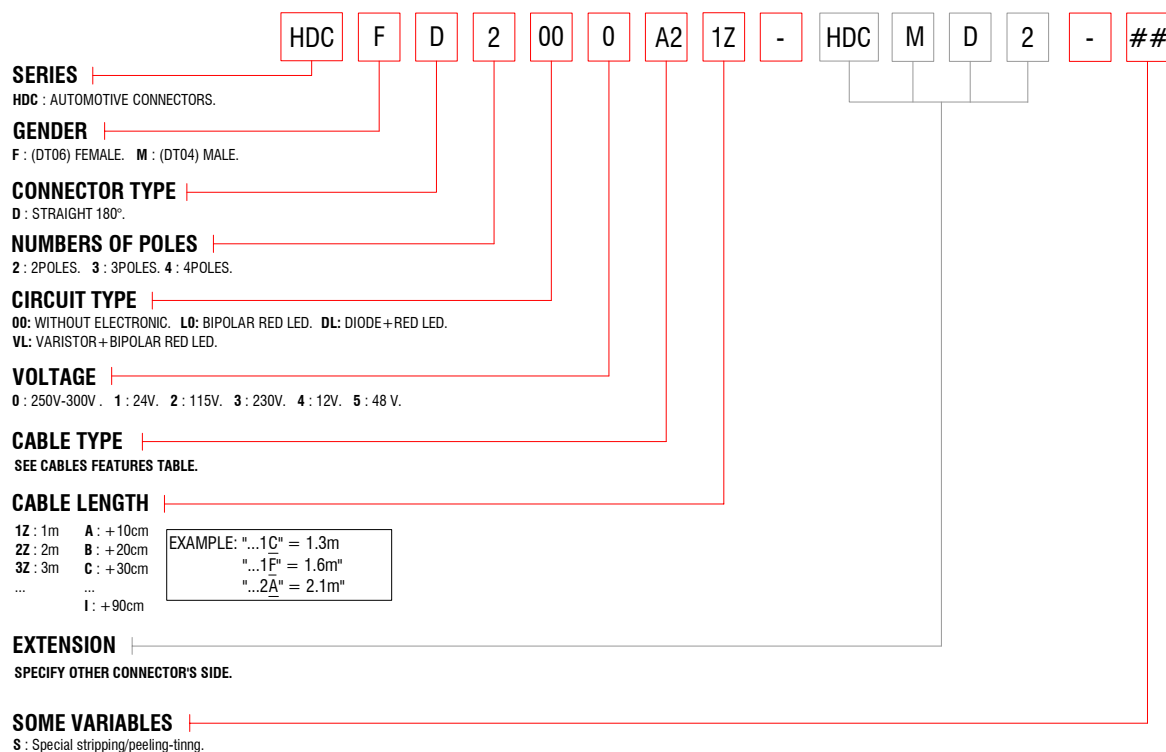 HDC F D 2 00 0 A2 1Z - HDC M D 2 - ##
SERIES
HDC : AUTOMOTIVE CONNECTORS.
GENDER
F : (DT06) FEMALE. M : (DT04) MALE.
CONNECTOR TYPE
D : STRAIGHT 180°.
NUMBERS OF POLES
2 : 2POLES. 3 : 3POLES. 4 : 4POLES.
CIRCUIT TYPE
00: WITHOUT ELECTRONIC. L0: BIPOLAR RED LED. DL: DIODE+RED LED.
VL: VARISTOR+BIPOLAR RED LED.
VOLTAGE
0 : 250V-300V . 1 : 24V. 2 : 115V. 3 : 230V. 4 : 12V. 5 : 48 V.
CABLE TYPE
SEE CABLES FEATURES TABLE.
CABLE LENGTH
1Z : 1m A : +10cm
2Z : 2m B : +20cm
3Z : 3m C : +30cm
... ...
I : +90cm
EXAMPLE: "...1C" = 1.3m
"...1F" = 1.6m"
"...2A" = 2.1m"
EXTENSION
SPECIFY OTHER CONNECTOR'S SIDE.
SOME VARIABLES
S : Special stripping/peeling-tinng.